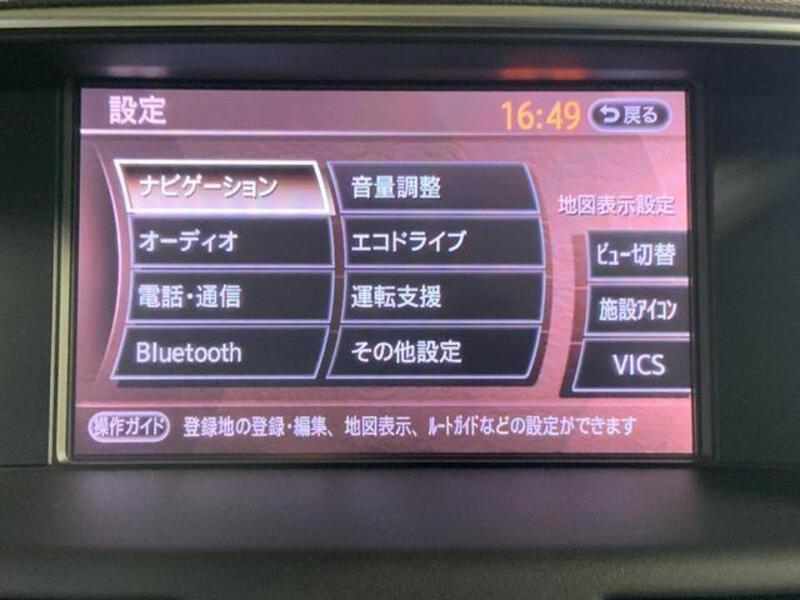 設定
16:49
戻る
ナビゲーション
音量調整
オーディオ
エコドライブ
電話・通信
運転支援
Bluetooth
その他設定
地図表示設定
ビュー切替
施設アイコン
VICS
操作ガイド 登録地の登録・編集、地図表示、ルートガイドなどの設定ができます